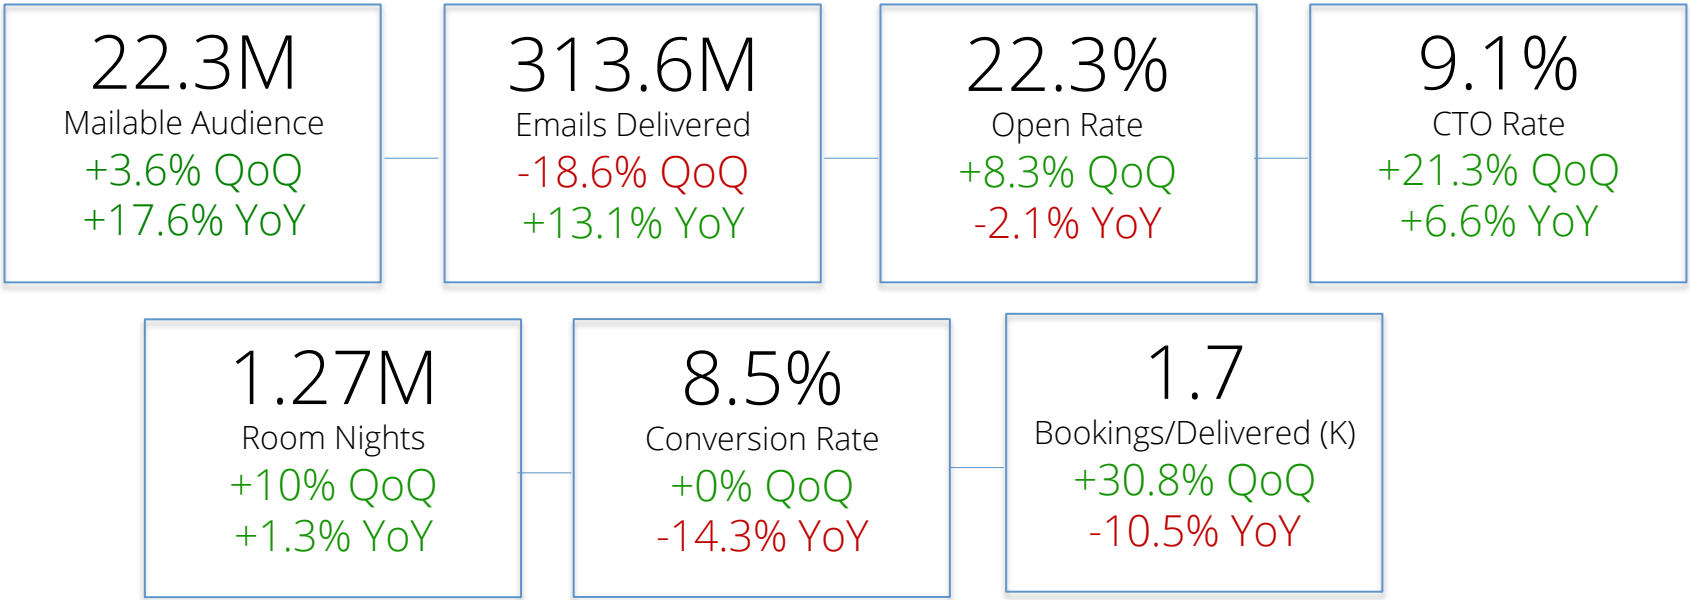 22.3M
Mailable Audience
+3.6% QoQ
+17.6% YoY
313.6M
Emails Delivered
-18.6% QoQ
+13.1% YoY
22.3%
Open Rate
+8.3% QoQ
-2.1% YoY
9.1%
CTO Rate
+21.3% QoQ
+6.6% YoY
1.27M
Room Nights
+10% QoQ
+1.3% YoY
8.5%
Conversion Rate
+0% QoQ
-14.3% YoY
1.7
Bookings/Delivered (K)
+30.8% QoQ
-10.5% YoY